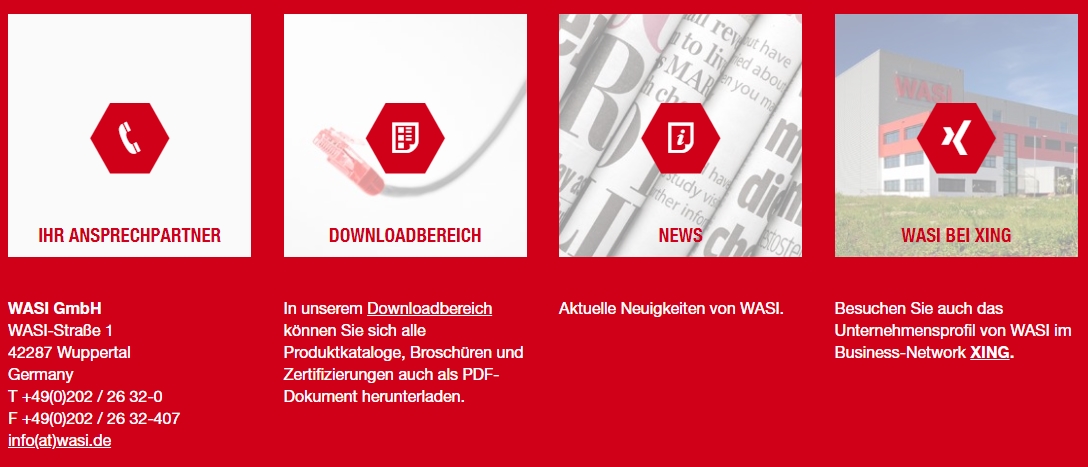 IHR ANSPRECHPARTNER
WASI GmbH
WASI-Straße 1
42287 Wuppertal
Germany
T +49(0)202 / 26 32-0
F +49(0)202 / 26 32-407
info(at)wasi.de
DOWNLOADBEREICH
In unserem Downloadbereich
können Sie sich alle
Produktkataloge, Broschüren und
Zertifizierungen auch als PDF-
Dokument herunterladen.
NEWS
Aktuelle Neuigkeiten von WASI.
WASI
WASI BEI XING
Besuchen Sie auch das
Unternehmensprofil von WASI im
Business-Network XING.